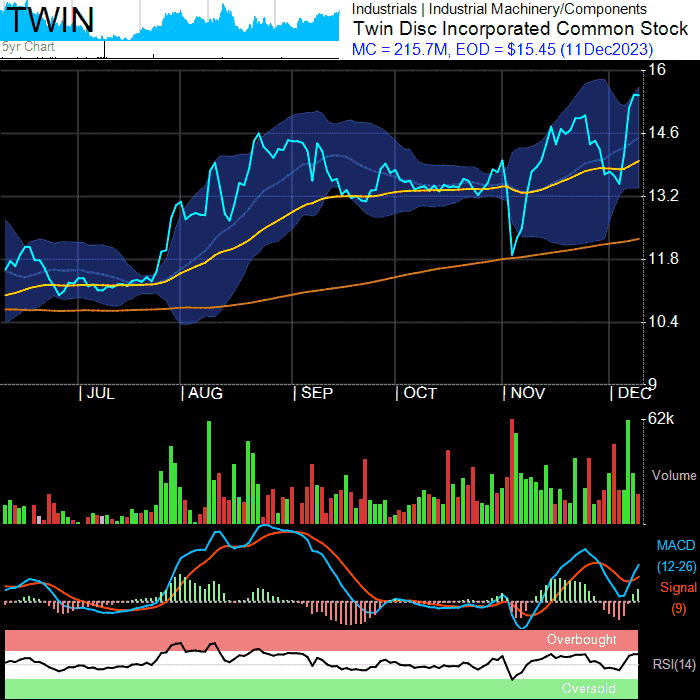 TWIN
5yr Chart
Industrials | Industrial Machinery/Components
Twin Disc Incorporated Common Stock
MC = 215.7M, EOD = $15.45 (11Dec2023)
16
14.6
13.2
11.8
10.4
9
| JUL | AUG | SEP | OCT | NOV | DEC
62k
Volume
MACD
(12-26)
Signal
(9)
Overbought
RSI(14)
Oversold